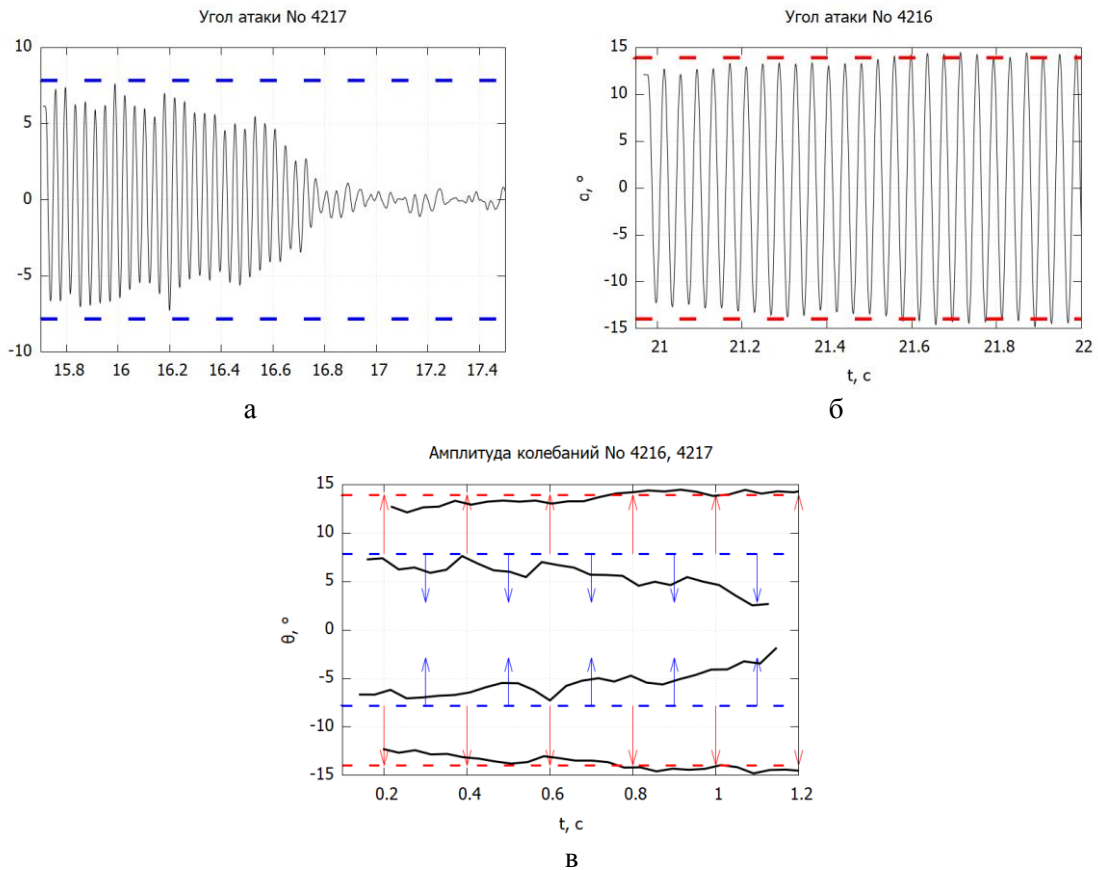 Угол атаки No 4217
10
5
0
-5
-10
15.8 16 16.2 16.4 16.6 16.8 17 17.2 17.4
а
Угол атаки No 4216
α, °
15
10
5
0
-5
-10
-15
21 21.2 21.4 21.6 21.8 22
t, с
б
Амплитуда колебаний No 4216, 4217
θ, °
15
10
5
0
-5
-10
-15
0.2 0.4 0.6 0.8 1 1.2
t, с
в